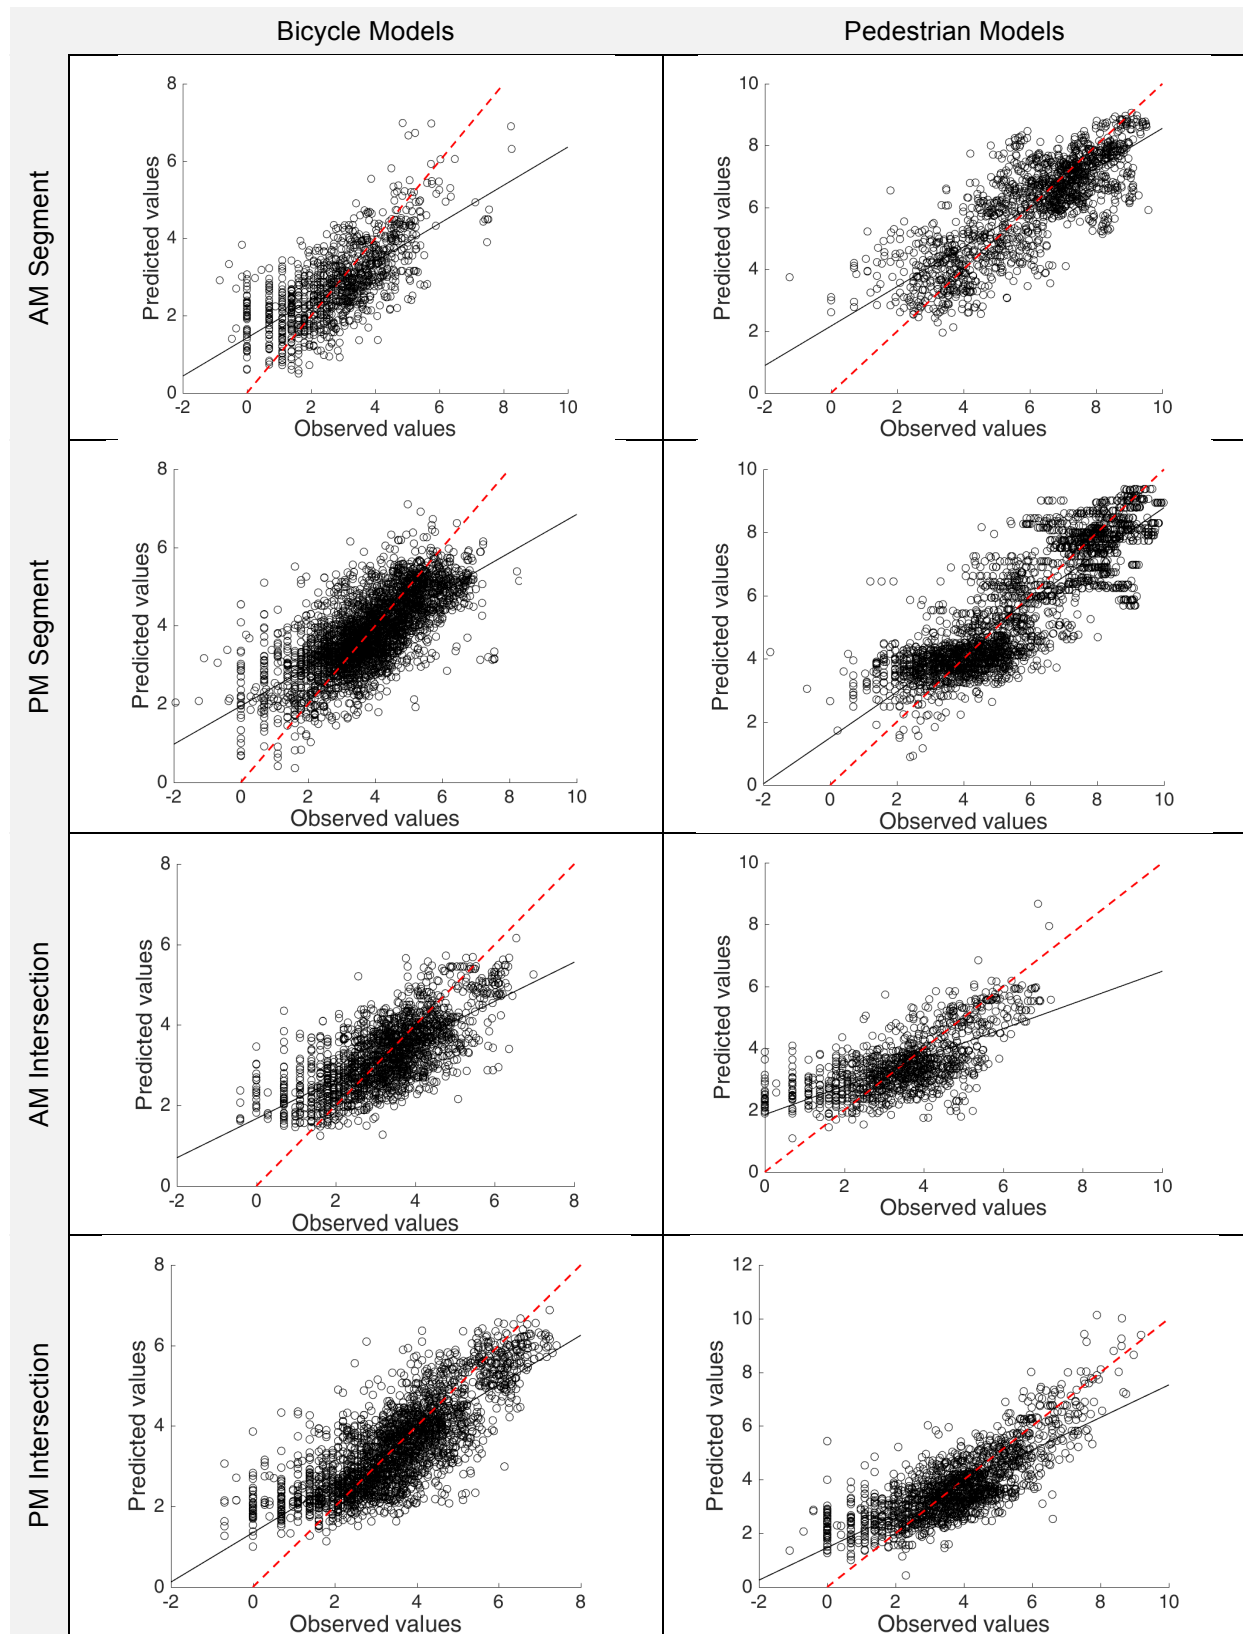 Bicycle Models Pedestrian Models
AM Segment
8
6
4
2
0
-2 0 2 4 6 8 10
Observed values
Predicted values
10
8
6
4
2
0
-2 0 2 4 6 8 10
Observed values
Predicted values
PM Segment
8
6
4
2
0
-2 0 2 4 6 8 10
Observed values
Predicted values
10
8
6
4
2
0
-2 0 2 4 6 8 10
Observed values
Predicted values
AM Intersection
8
6
4
2
0
-2 0 2 4 6 8
Observed values
Predicted values
10
8
6
4
2
0
0 2 4 6 8 10
Observed values
Predicted values
PM Intersection
8
6
4
2
0
-2 0 2 4 6 8
Observed values
Predicted values
12
10
8
6
4
2
0
-2 0 2 4 6 8 10
Observed values
Predicted values